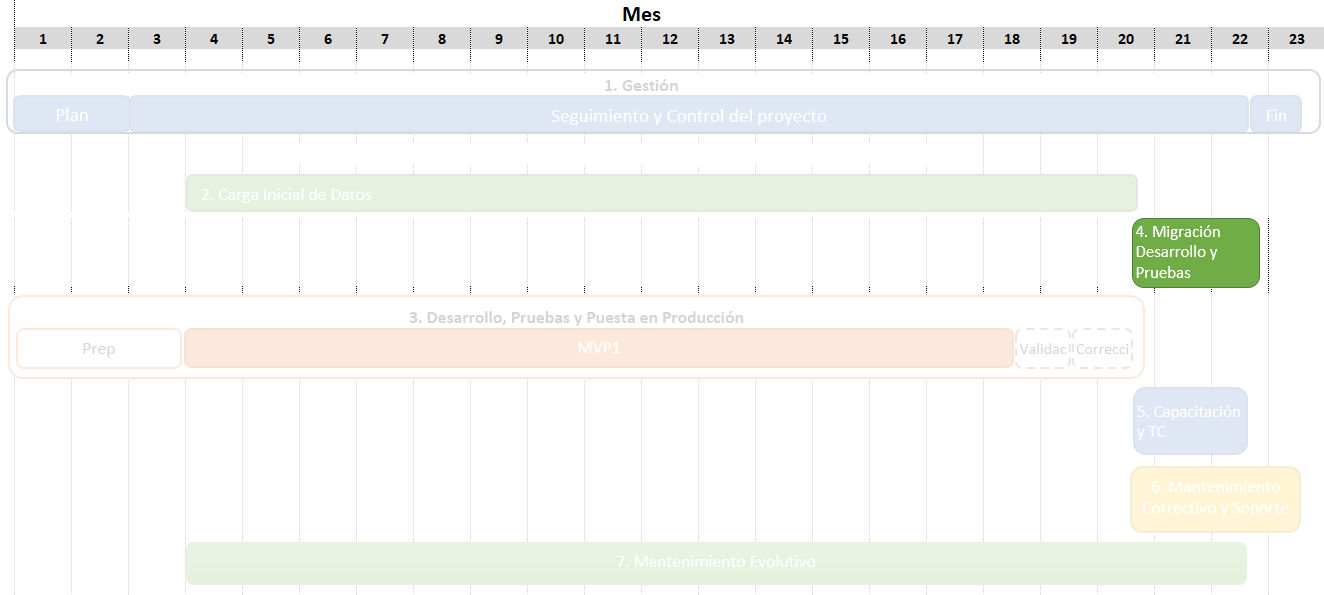 Mes
1 2 3 4 5 6 7 8 9 10 11 12 13 14 15 16 17 18 19 20 21 22 23
1. Gestión
Plan
Seguimiento y Control del proyecto
Fin
2. Carga Inicial de Datos
4. Migración
Desarrollo y
Pruebas
3. Desarrollo, Pruebas y Puesta en Producción
Prep
MVP1
Validac
Correcci
5. Capacitación
y TC
6. Mantenimiento
Correctivo y Soporte
7. Mantenimiento Evolutivo